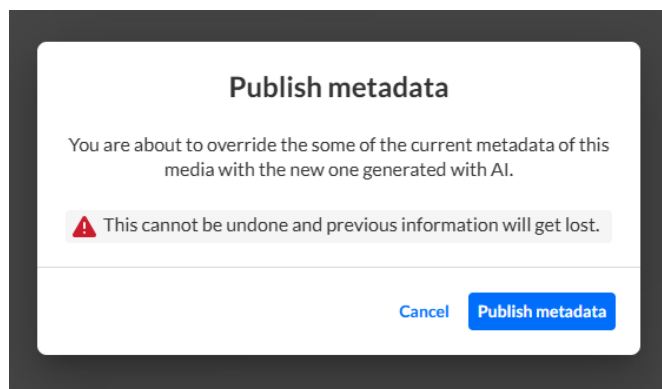 Publish metadata
You are about to override the some of the current metadata of this
media with the new one generated with AI.
This cannot be undone and previous information will get lost.
Cancel
Publish metadata